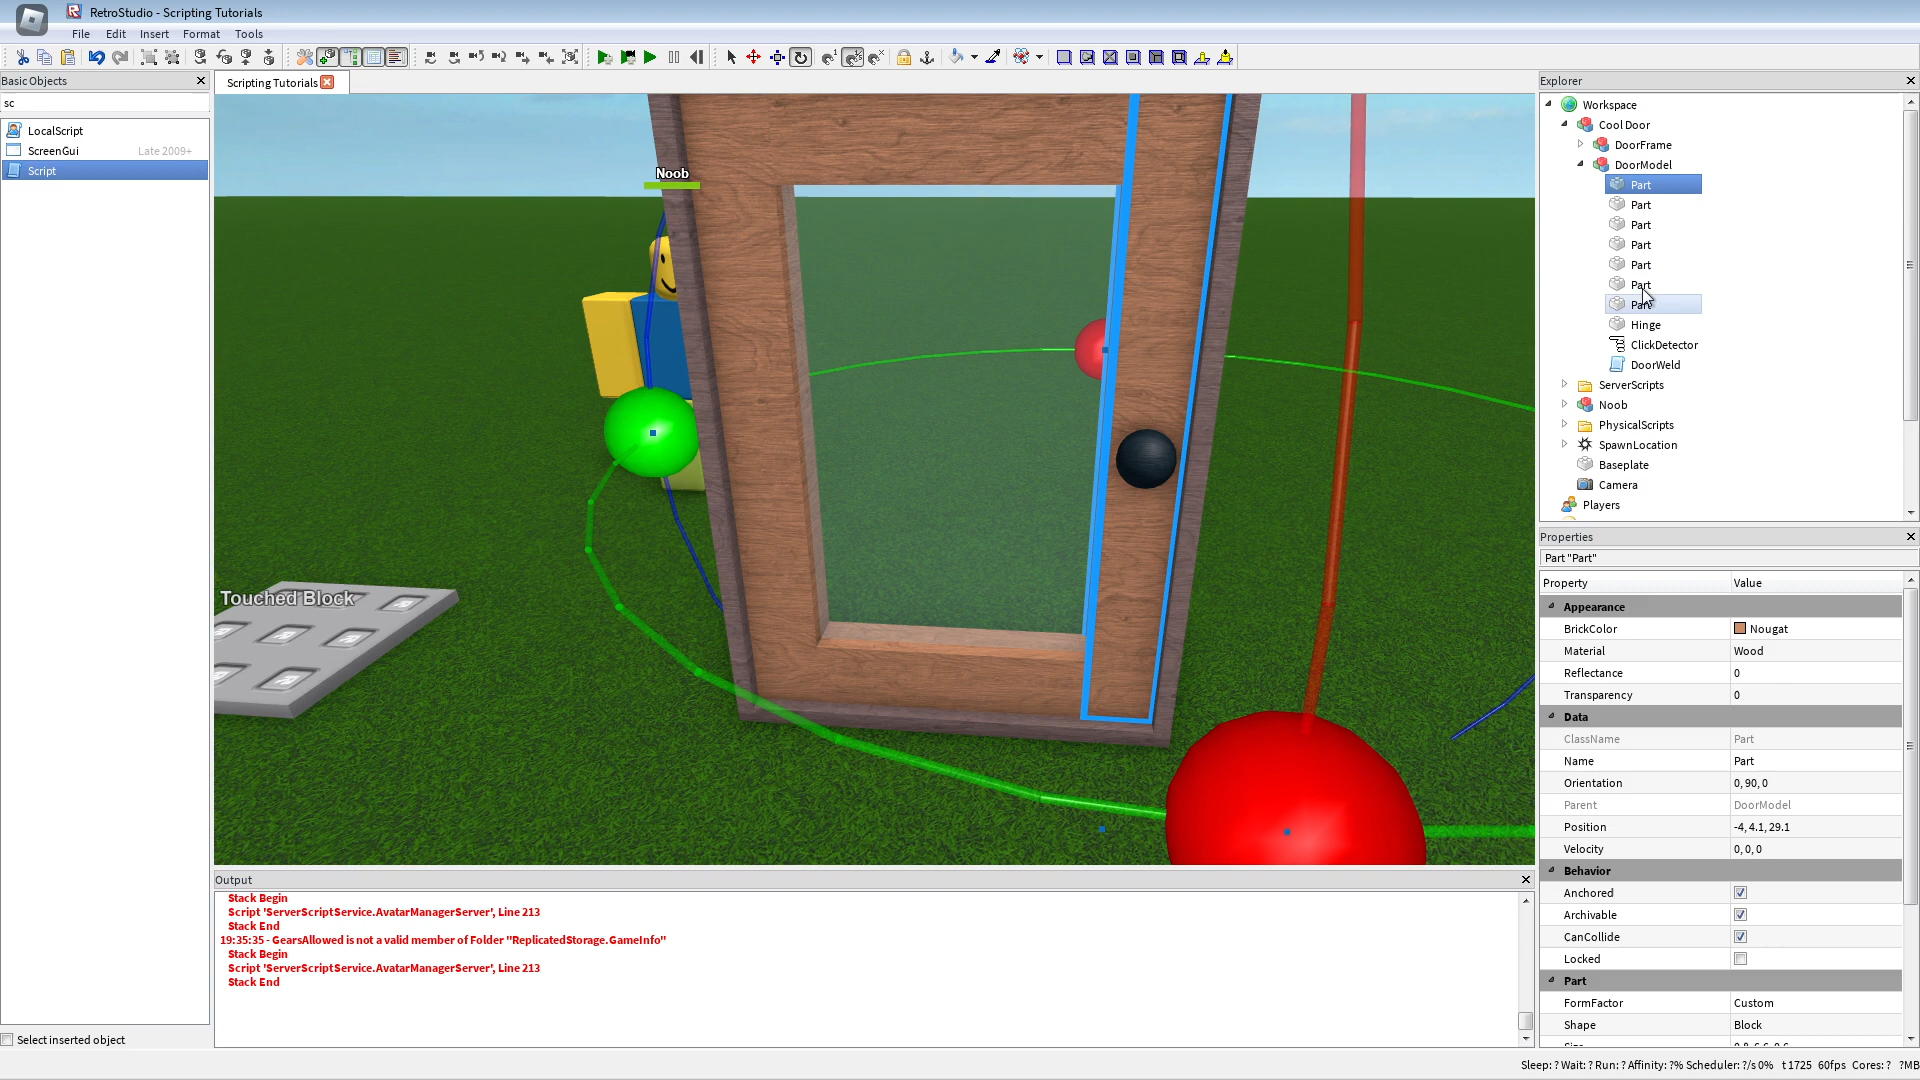 RetroStudio - Scripting Tutorials
File Edit Insert Format Tools
Basic Objects
sc
LocalScript
ScreenGui Late 2009+
Script
Select inserted object
Scripting Tutorials
Noob
Touched Block
Output
Stack Begin
Script 'ServerScriptService.AvatarManagerServer', Line 213
Stack End
19:35:35 - GearsAllowed is not a valid member of Folder "ReplicatedStorage.GameInfo"
Stack Begin
Script 'ServerScriptService.AvatarManagerServer', Line 213
Stack End
Explorer
Workspace
Cool Door
DoorFrame
DoorModel
Part
Part
Part
Part
Part
Part
Part
Hinge
ClickDetector
DoorWeld
ServerScripts
Noob
PhysicalScripts
SpawnLocation
Baseplate
Camera
Players
Properties
Part "Part"
Property Value
Appearance
BrickColor Nougat
Material Wood
Reflectance 0
Transparency 0
Data
ClassName Part
Name Part
Orientation 0, 90, 0
Parent DoorModel
Position -4, 4.1, 29.1
Velocity 0, 0, 0
Behavior
Anchored
Archivable
CanCollide
Locked
Part
FormFactor Custom
Shape Block
Sleep: ? Wait: ? Run: ? Affinity: ?% Scheduler: ?/s 0% t 1725 60fps Cores: ? ?MB